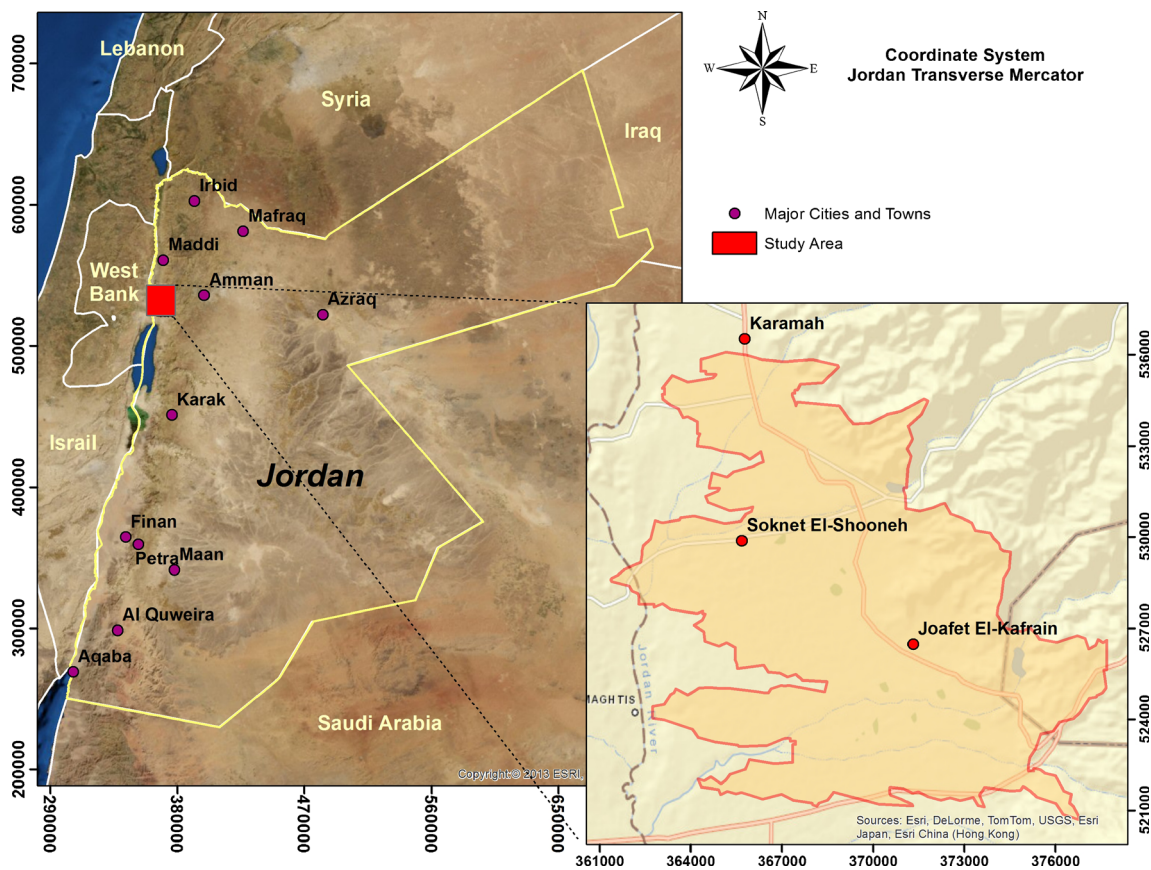 Lebanon
Syria
Iraq
Irbid
Mafraq
Maddi
West
Bank
Amman
Azraq
Karak
Israil
Jordan
Finan
Petra
Maan
Al Quweira
Aqaba
Saudi Arabia
Copyright:© 2013 ESRI,
700000
600000
500000
400000
300000
200000
290000
380000
470000
560000
650000
N
W
E
S
Coordinate System
Jordan Transverse Mercator
Major Cities and Towns
Study Area
Karamah
Soknet El-Shooneh
Joafet El-Kafrain
MAGHTIS
Jordan River
Sources: Esri, DeLorme, TomTom, USGS, Esri
Japan, Esri China (Hong Kong)
536000
533000
530000
527000
524000
521000
361000
364000
367000
370000
373000
376000